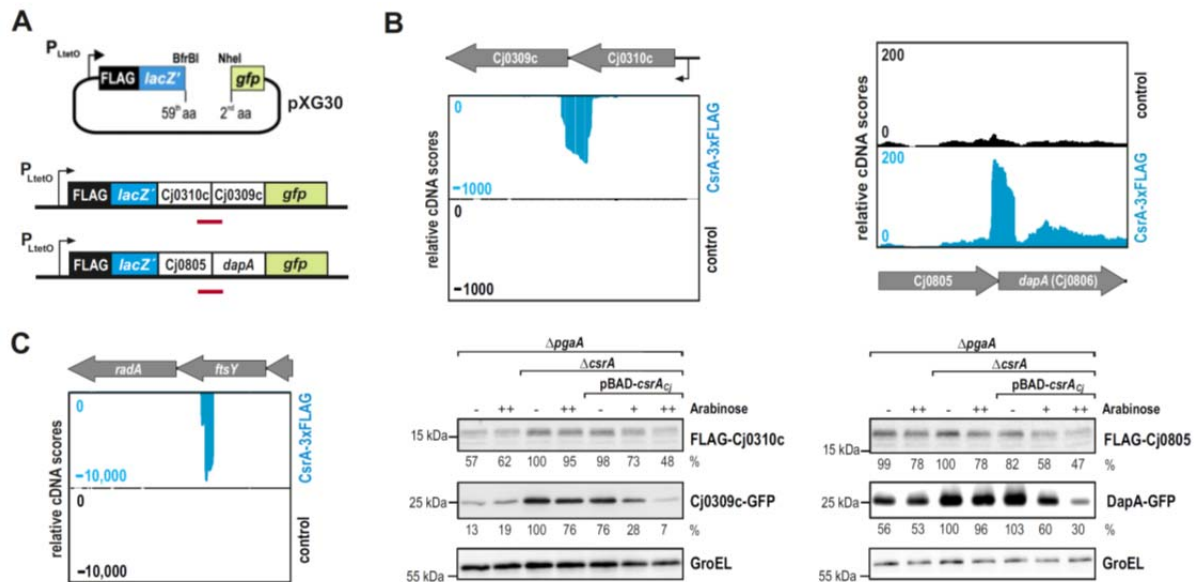 A
P LtetO
BfrBI
NheI
FLAG lacZ' gfp
59th aa
2nd aa
pXG30
P LtetO
FLAG lacZ' Cj0310c Cj0309c gfp
P LtetO
FLAG lacZ' Cj0805 dapA gfp
B
Cj0309c Cj0310c
relative cDNA scores
0
−1000
CsrA-3xFLAG
0
−1000
control
200
0
control
relative cDNA scores
200
0
CsrA-3xFLAG
Cj0805 dapA (Cj0806)
C
radA ftsY
relative cDNA scores
0
−10,000
CsrA-3xFLAG
0
−10,000
control
ΔpgaA
ΔcsrA
pBAD-csrACj
- ++ - ++ - + ++ Arabinose
15 kDa FLAG-Cj0310c
57 62 100 95 98 73 48 %
25 kDa Cj0309c-GFP
13 19 100 76 76 28 7 %
55 kDa GroEL
ΔpgaA
ΔcsrA
pBAD-csrACj
- ++ - ++ - + ++ Arabinose
15 kDa FLAG-Cj0805
99 78 100 78 82 58 47 %
25 kDa DapA-GFP
56 53 100 96 103 60 30 %
55 kDa GroEL